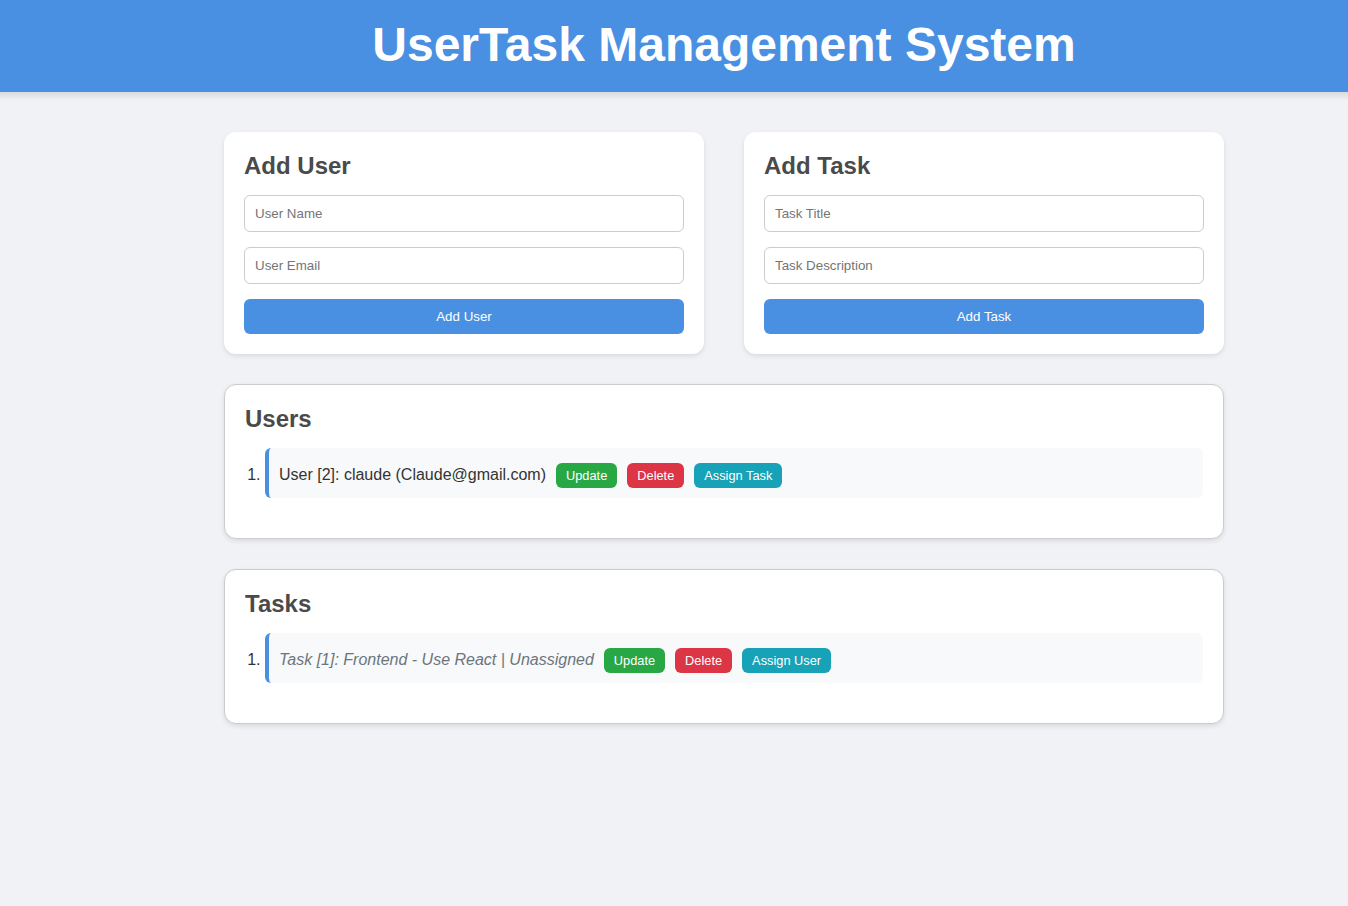 UserTask Management System
Add User
User Name
User Email
Add User
Add Task
Task Title
Task Description
Add Task
Users
1. User [2]: claude (Claude@gmail.com) Update Delete Assign Task
Tasks
1. Task [1]: Frontend - Use React | Unassigned Update Delete Assign User